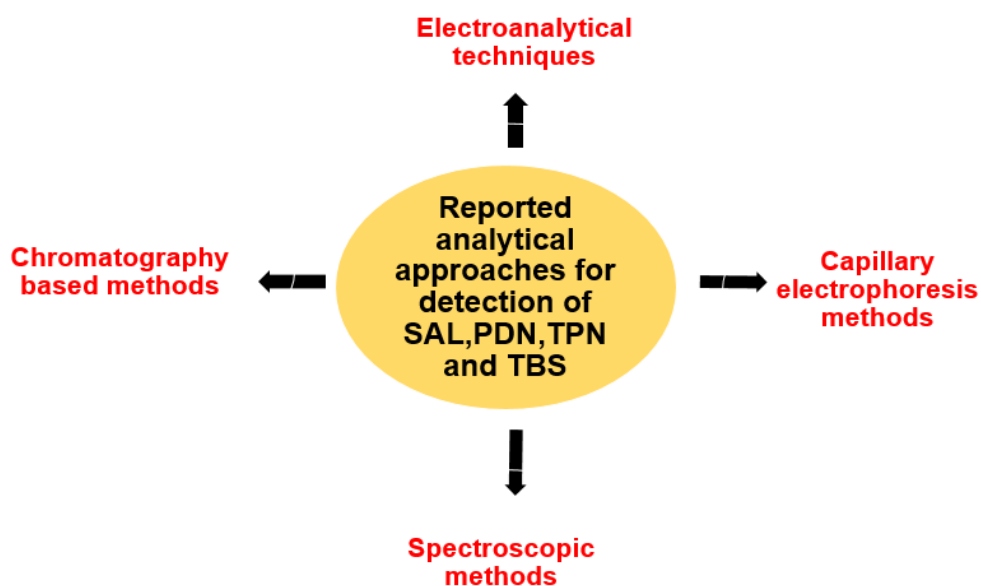 Electroanalytical
techniques
Reported
analytical
approaches for
detection of
SAL,PDN,TPN
and TBS
Chromatography
based methods
Capillary
electrophoresis
methods
Spectroscopic
methods